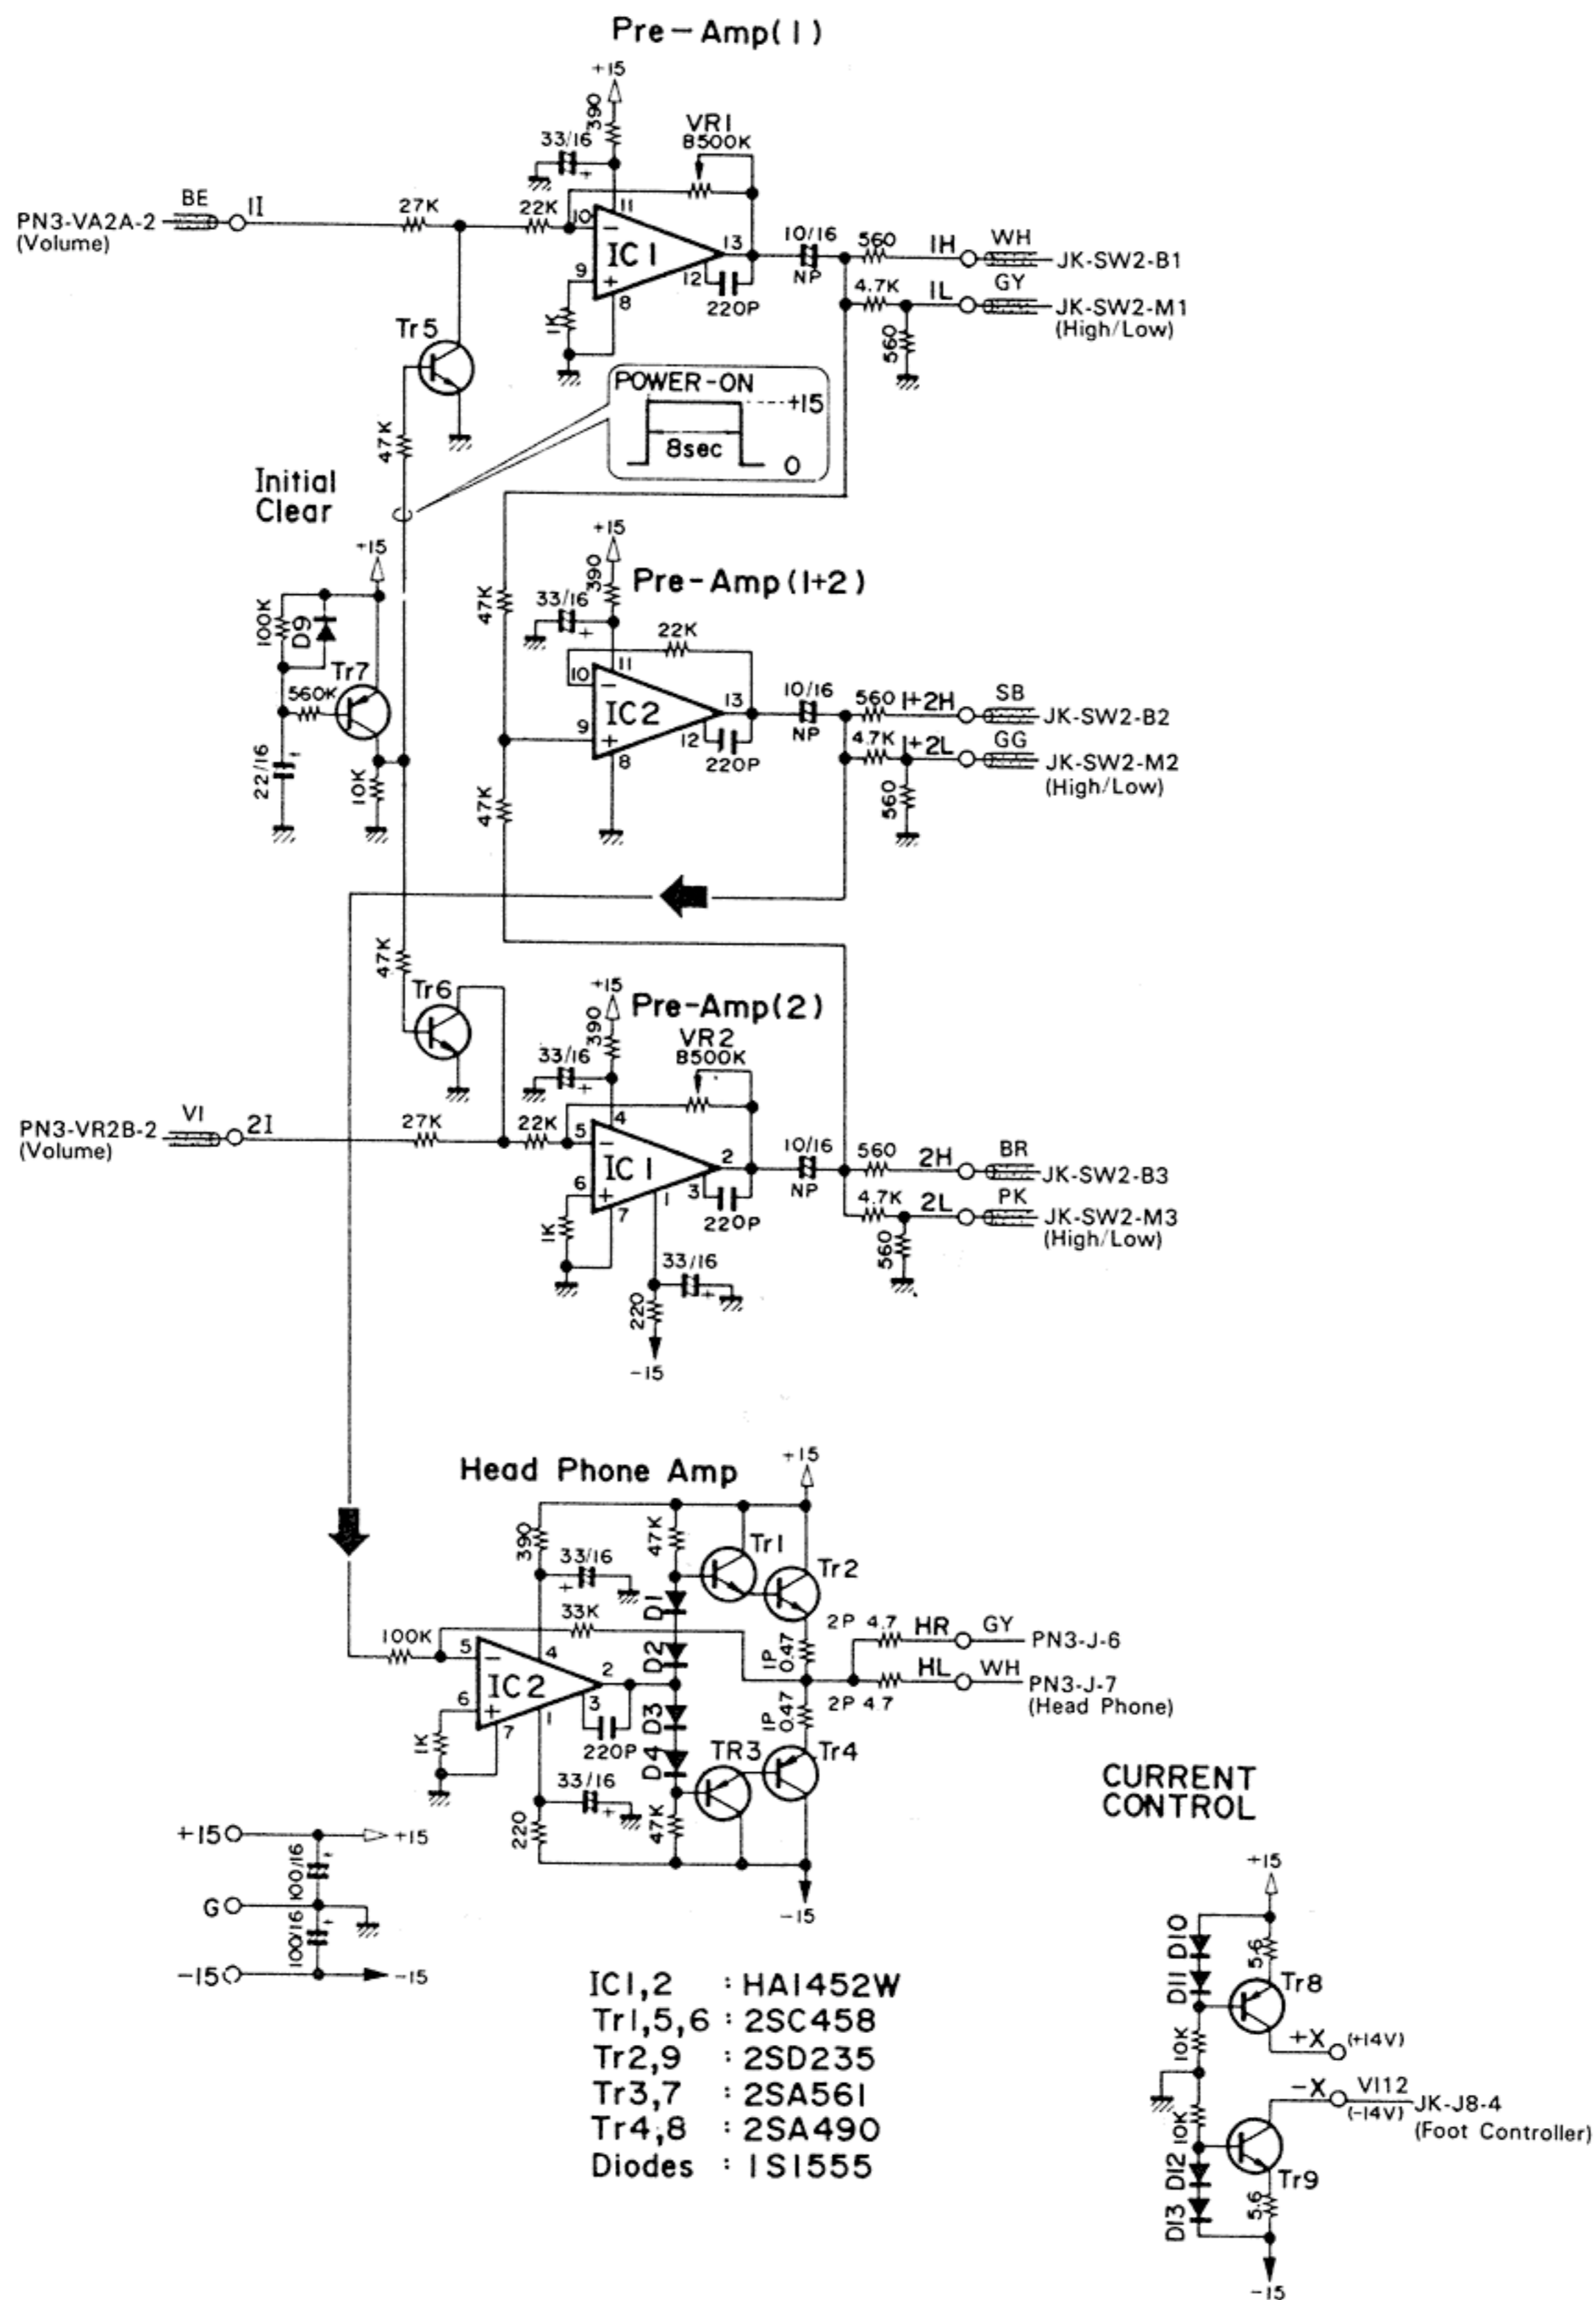 Pre-Amp(1)
+15
390
33/16
+
VR1
B500K
PN3-VA2A-2
(Volume)
BE
1I
27K
22K
10
11
-
IC1
13
9
+
8
12
220P
1K
10/16
NP
560
1H
WH
JK-SW2-B1
4.7K
1L
GY
JK-SW2-M1
(High/Low)
560
Tr5
47K
POWER-ON
+15
8sec
0
Initial
Clear
+15
100K
D9
Tr7
560K
22/16
+
10K
47K
+15
390
Pre-Amp(1+2)
33/16
+
22K
10
11
-
IC2
13
9
+
8
12
220P
10/16
NP
560
1+2H
SB
JK-SW2-B2
4.7K
1+2L
GG
JK-SW2-M2
(High/Low)
560
47K
47K
Tr6
+15
390
Pre-Amp(2)
VR2
B500K
33/16
+
PN3-VR2B-2
(Volume)
VI
2I
27K
22K
5
4
-
IC1
2
6
+
7
1
3
220P
1K
33/16
+
220
-15
10/16
NP
560
2H
BR
JK-SW2-B3
4.7K
2L
PK
JK-SW2-M3
(High/Low)
560
Head Phone Amp
+15
390
33/16
+
47K
Tr1
Tr2
D1
33K
D2
100K
5
4
-
IC2
2
6
+
7
1
3
220P
1K
D3
D4
TR3
Tr4
1P
0.47
1P
0.47
2P 4.7
HR
GY
PN3-J-6
2P 4.7
HL
WH
PN3-J-7
(Head Phone)
33/16
+
220
47K
-15
+15
+15
100/16
+
G
100/16
+
-15
-15
IC1,2 : HA1452W
Tr1,5,6 : 2SC458
Tr2,9 : 2SD235
Tr3,7 : 2SA561
Tr4,8 : 2SA490
Diodes : 1S1555
CURRENT
CONTROL
+15
D10
D11
5.6
Tr8
10K
+X
(+14V)
-X
(-14V)
VI12
JK-J8-4
(Foot Controller)
10K
D12
D13
Tr9
5.6
-15